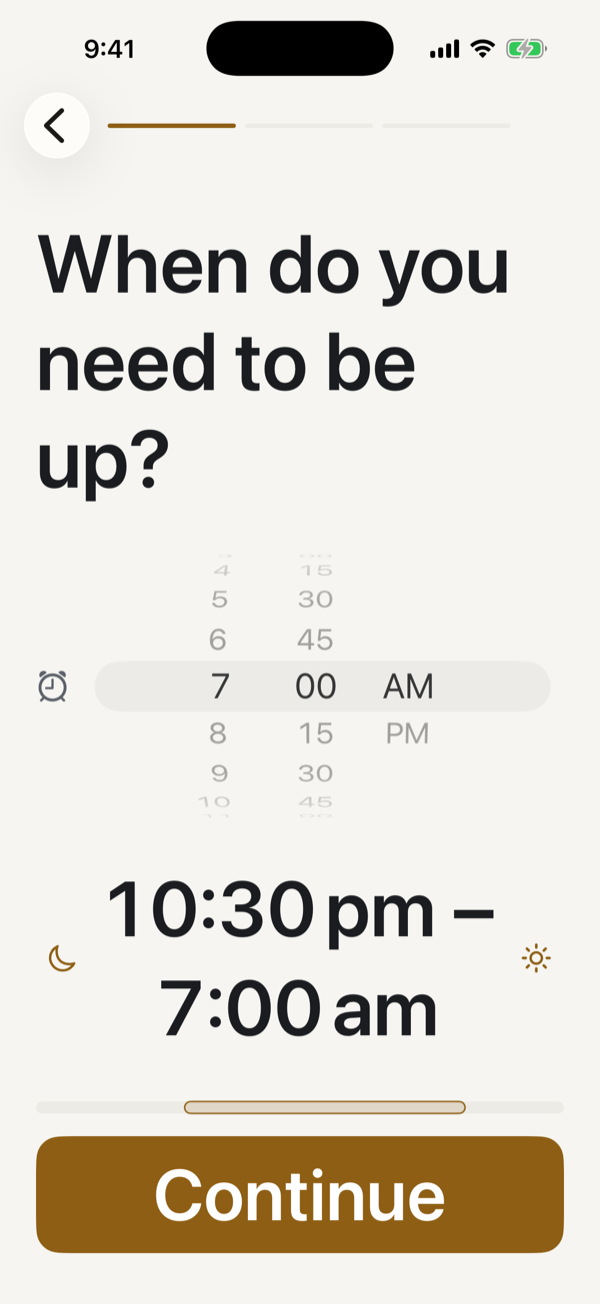 9:41
When do you
need to be
up?
4 15
5 30
6 45
7 00 AM
8 15 PM
9 30
10 45
10:30 pm –
7:00 am
Continue